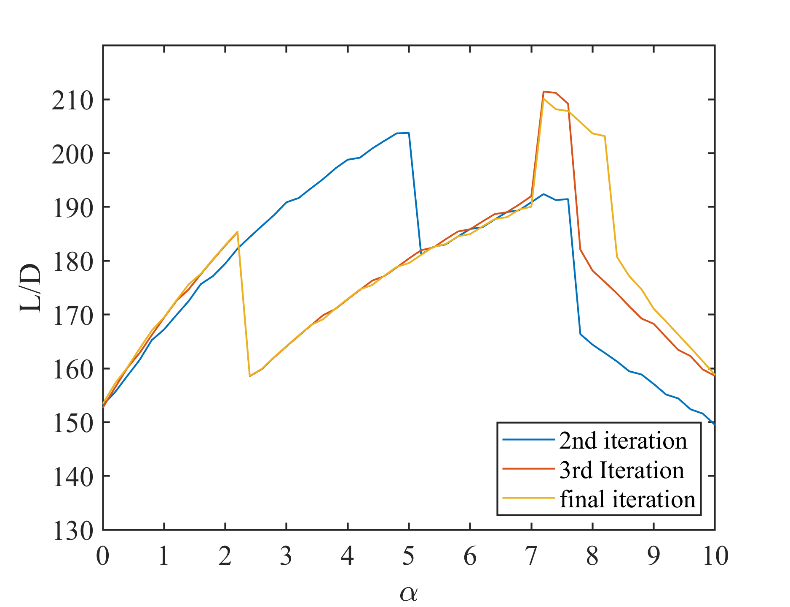 210
200
190
180
170
160
150
140
130
L/D
0 1 2 3 4 5 6 7 8 9 10
α
2nd iteration
3rd Iteration
final iteration